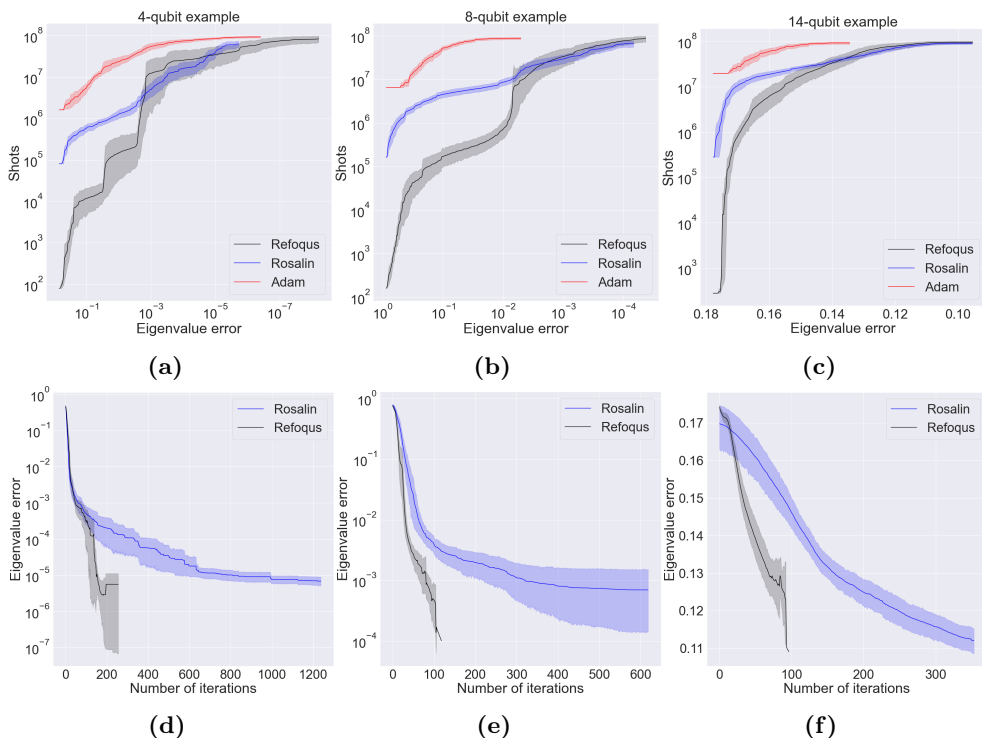 4-qubit example
10^8
10^7
10^6
10^5
10^4
10^3
10^2
Shots
10^−1
10^−3
10^−5
10^−7
Eigenvalue error
Refoqus
Rosalin
Adam
(a)
8-qubit example
10^8
10^7
10^6
10^5
10^4
10^3
10^2
Shots
10^0
10^−1
10^−2
10^−3
10^−4
Eigenvalue error
Refoqus
Rosalin
Adam
(b)
14-qubit example
10^8
10^7
10^6
10^5
10^4
10^3
Shots
0.18
0.16
0.14
0.12
0.10
Eigenvalue error
Refoqus
Rosalin
Adam
(c)
10^0
10^−1
10^−2
10^−3
10^−4
10^−5
10^−6
10^−7
Eigenvalue error
0 200 400 600 800 1000 1200
Number of iterations
Rosalin
Refoqus
(d)
10^0
10^−1
10^−2
10^−3
10^−4
Eigenvalue error
0 100 200 300 400 500 600
Number of iterations
Rosalin
Refoqus
(e)
0.17
0.16
0.15
0.14
0.13
0.12
0.11
Eigenvalue error
0 100 200 300
Number of iterations
Rosalin
Refoqus
(f)